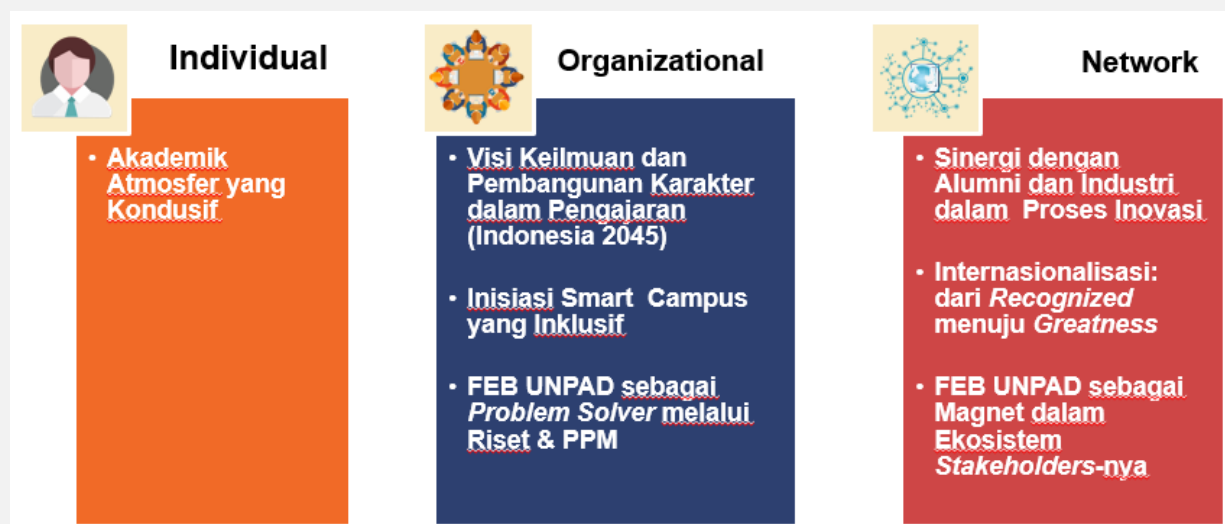 Individual
• Akademik
Atmosfer yang
Kondusif
Organizational
• Visi Keilmuan dan
Pembangunan Karakter
dalam Pengajaran
(Indonesia 2045)
• Inisiasi Smart Campus
yang Inklusif
• FEB UNPAD sebagai
Problem Solver melalui
Riset & PPM
Network
• Sinergi dengan
Alumni dan Industri
dalam Proses Inovasi
• Internasionalisasi:
dari Recognized
menuju Greatness
• FEB UNPAD sebagai
Magnet dalam
Ekosistem
Stakeholders-nya